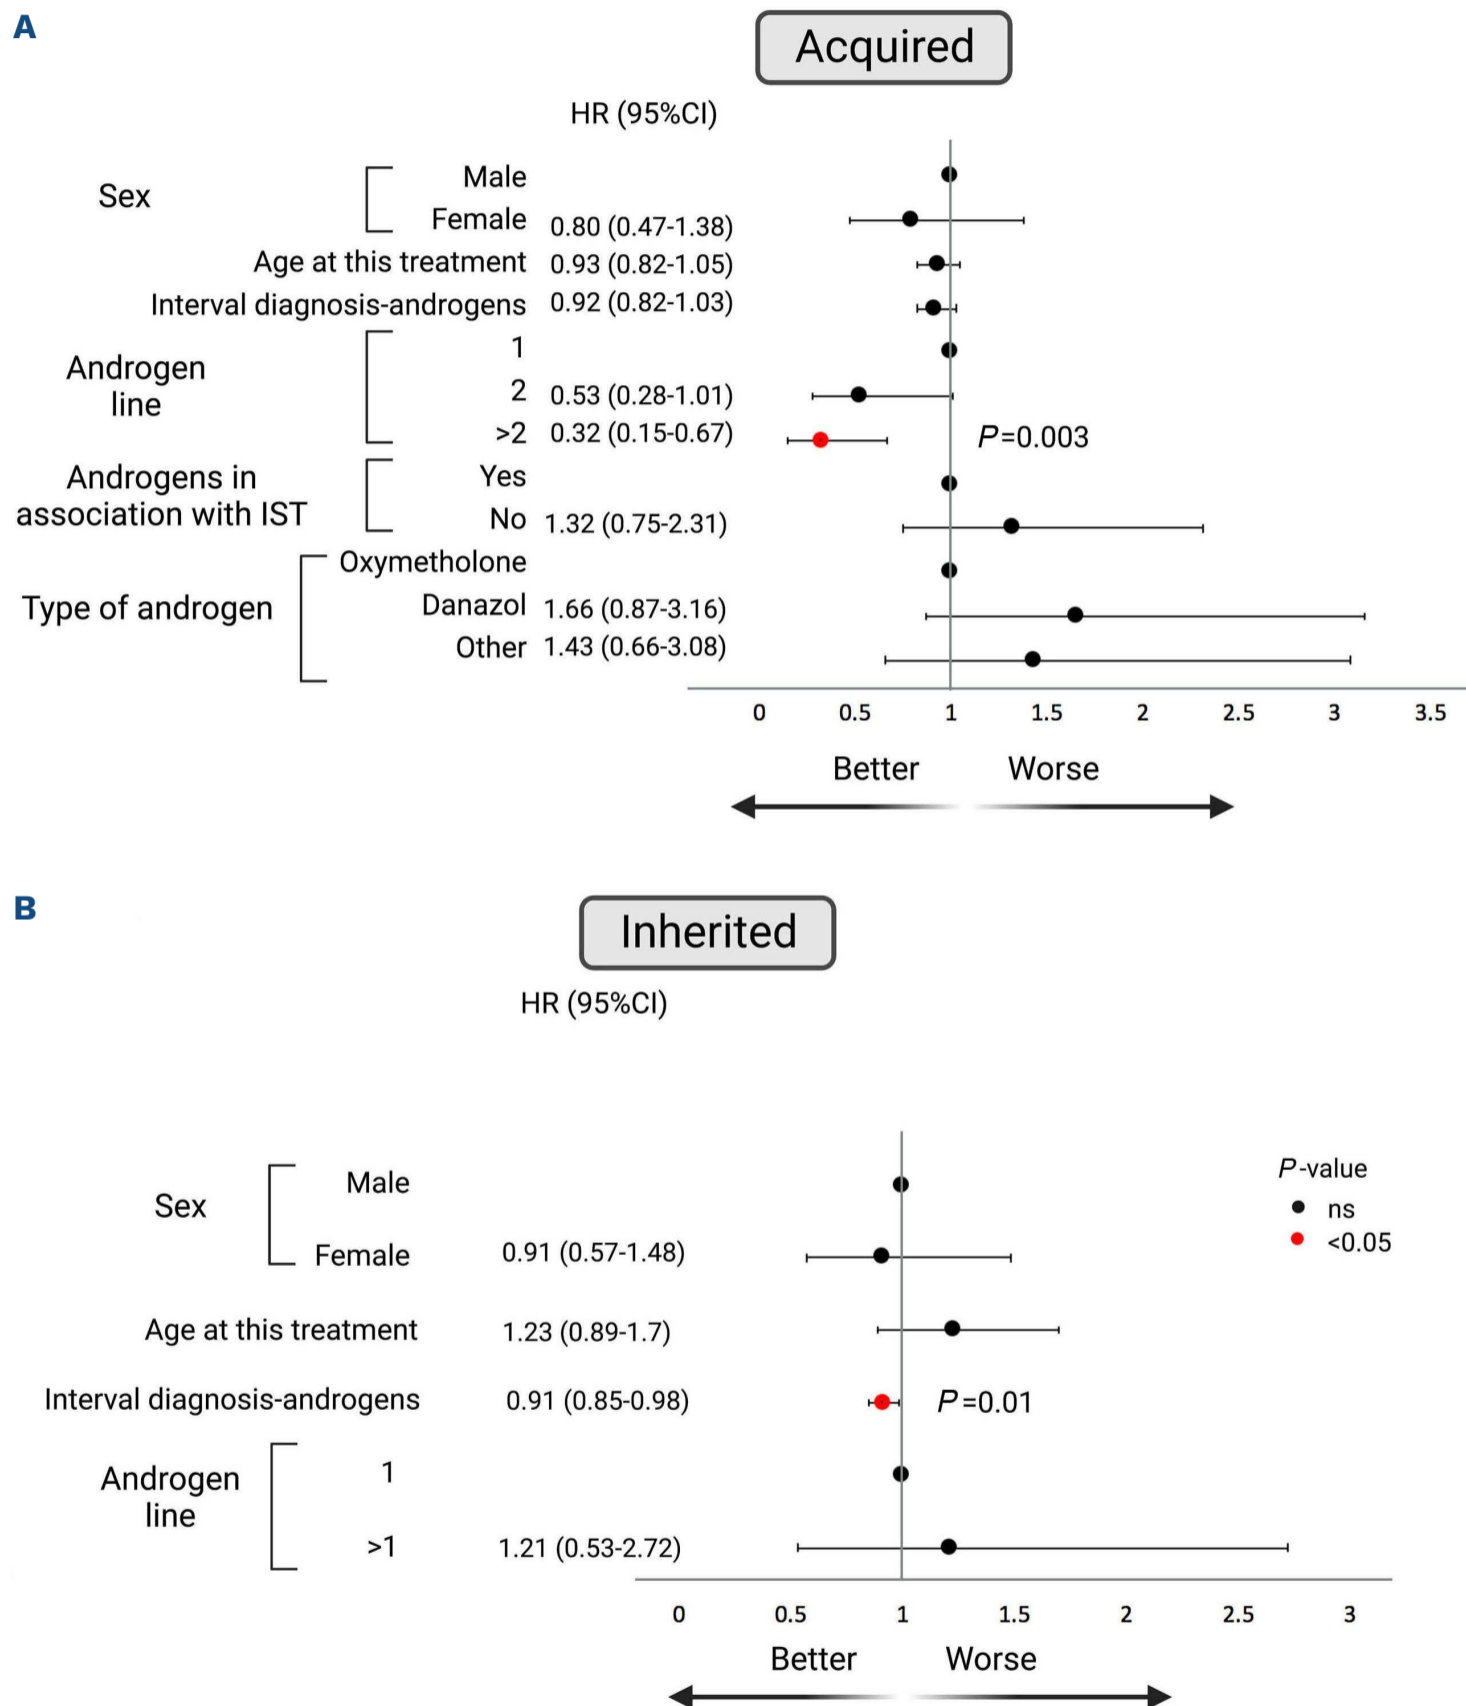 A
Acquired
HR (95%CI)
Sex
Male
Female 0.80 (0.47-1.38)
Age at this treatment 0.93 (0.82-1.05)
Interval diagnosis-androgens 0.92 (0.82-1.03)
Androgen
line
1
2 0.53 (0.28-1.01)
>2 0.32 (0.15-0.67) P=0.003
Androgens in
association with IST
Yes
No 1.32 (0.75-2.31)
Type of androgen
Oxymetholone
Danazol 1.66 (0.87-3.16)
Other 1.43 (0.66-3.08)
0 0.5 1 1.5 2 2.5 3 3.5
Better Worse
B
Inherited
HR (95%CI)
Sex
Male
Female 0.91 (0.57-1.48)
P-value
ns
<0.05
Age at this treatment 1.23 (0.89-1.7)
Interval diagnosis-androgens 0.91 (0.85-0.98) P=0.01
Androgen
line
1
>1 1.21 (0.53-2.72)
0 0.5 1 1.5 2 2.5 3
Better Worse